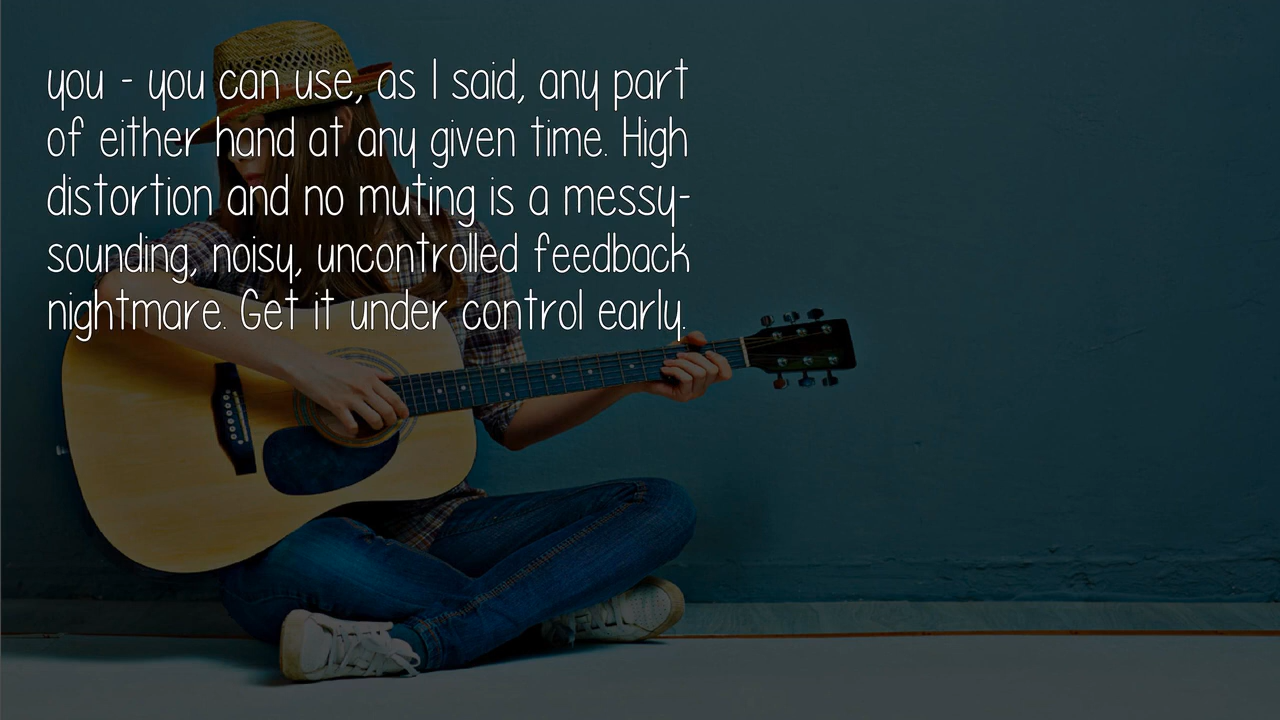 you - you can use, as I said, any part
of either hand at any given time. High
distortion and no muting is a messy-
sounding, noisy, uncontrolled feedback
nightmare. Get it under control early.